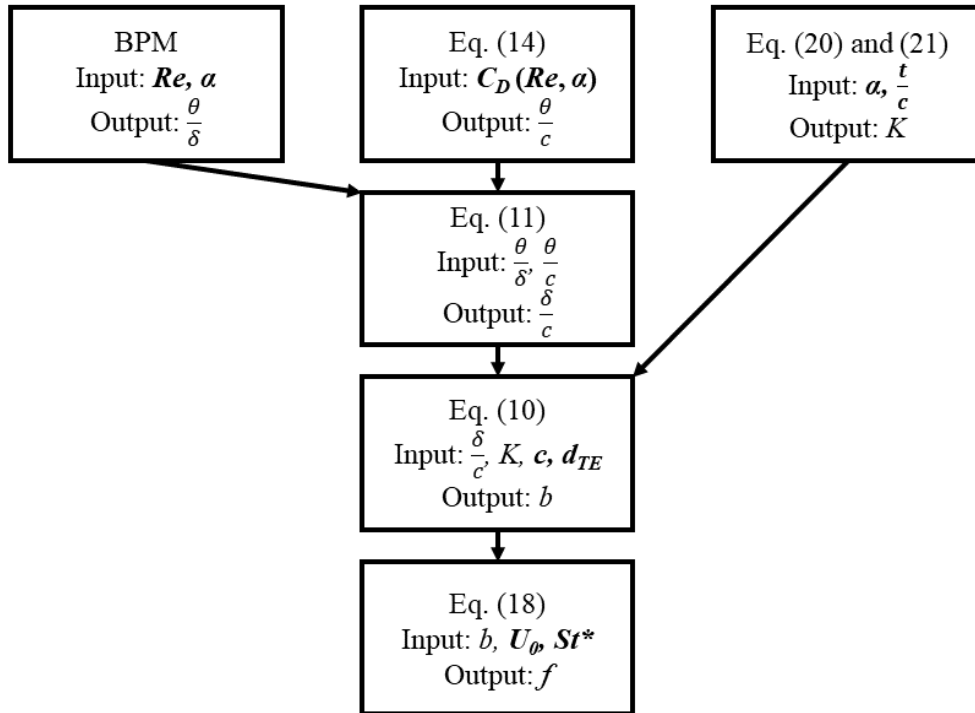 BPM
Input: Re, α
Output: θ/δ
Eq. (14)
Input: C_D (Re, α)
Output: θ/c
Eq. (20) and (21)
Input: α, t/c
Output: K
Eq. (11)
Input: θ/δ, θ/c
Output: δ/c
Eq. (10)
Input: δ/c, K, c, d_TE
Output: b
Eq. (18)
Input: b, U_0, St*
Output: f